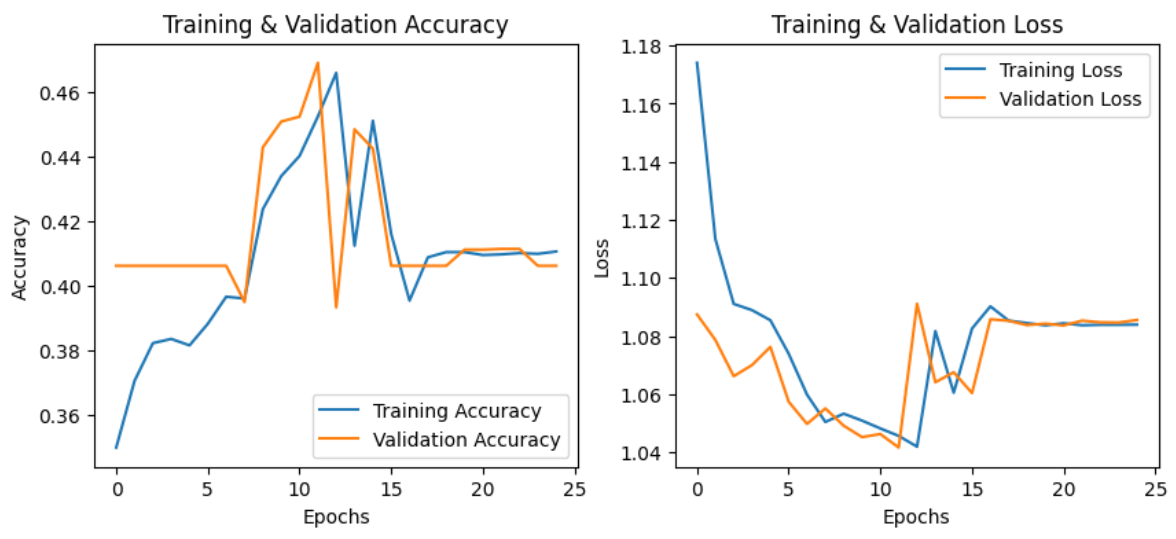 Training & Validation Accuracy
Accuracy
0.46
0.44
0.42
0.40
0.38
0.36
Training Accuracy
Validation Accuracy
0 5 10 15 20 25
Epochs
Training & Validation Loss
Loss
1.18
1.16
1.14
1.12
1.10
1.08
1.06
1.04
Training Loss
Validation Loss
0 5 10 15 20 25
Epochs